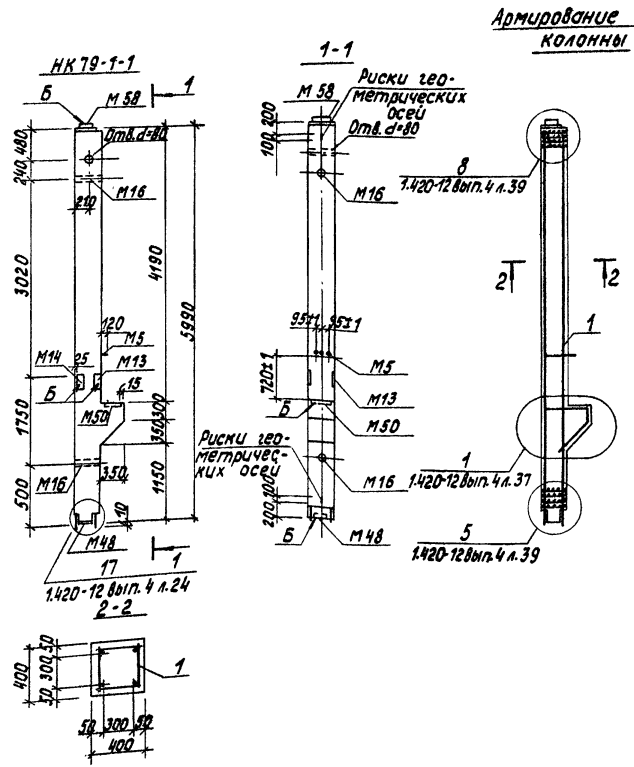 Армирование
колонны
НК 79-1-1
1
Б
М 58
480
240
Отв. d=80
М16
210
3020
4190
5990
120
М5
М14
25
М13
Б
15
М50
300
350
1750
350
1150
М16
500
10
М48
1
17
1.420-12 вып. 4 л.24
1-1
Риски гео-
метрических
осей
М 58
200
100
Отв. d=80
М16
95±1
95±1
М5
720±1
М13
Б
М50
Риски гео-
метричес-
ких осей
М16
100
200
Б
М48
8
1.420-12 вып. 4 л.39
2
2
1
1
1.420-12 вып. 4 л.37
5
1.420-12 вып. 4 л.39
2-2
50
300
400
50
1
50
300
50
400